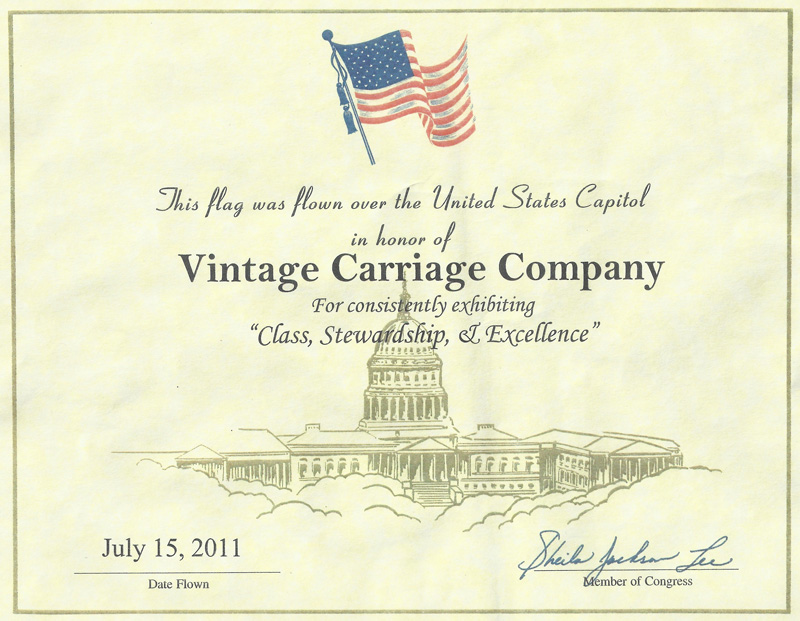 This flag was flown over the United States Capitol
in honor of
Vintage Carriage Company
For consistently exhibiting
“Class, Stewardship, & Excellence”
July 15, 2011
Date Flown
Sheila Jackson Lee
Member of Congress